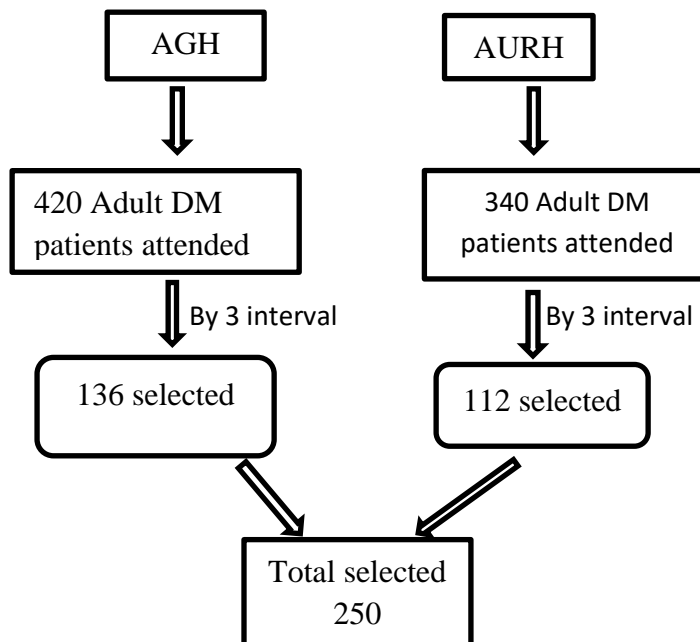 AGH
AURH
420 Adult DM
patients attended
340 Adult DM
patients attended
By 3 interval
By 3 interval
136 selected
112 selected
Total selected
250